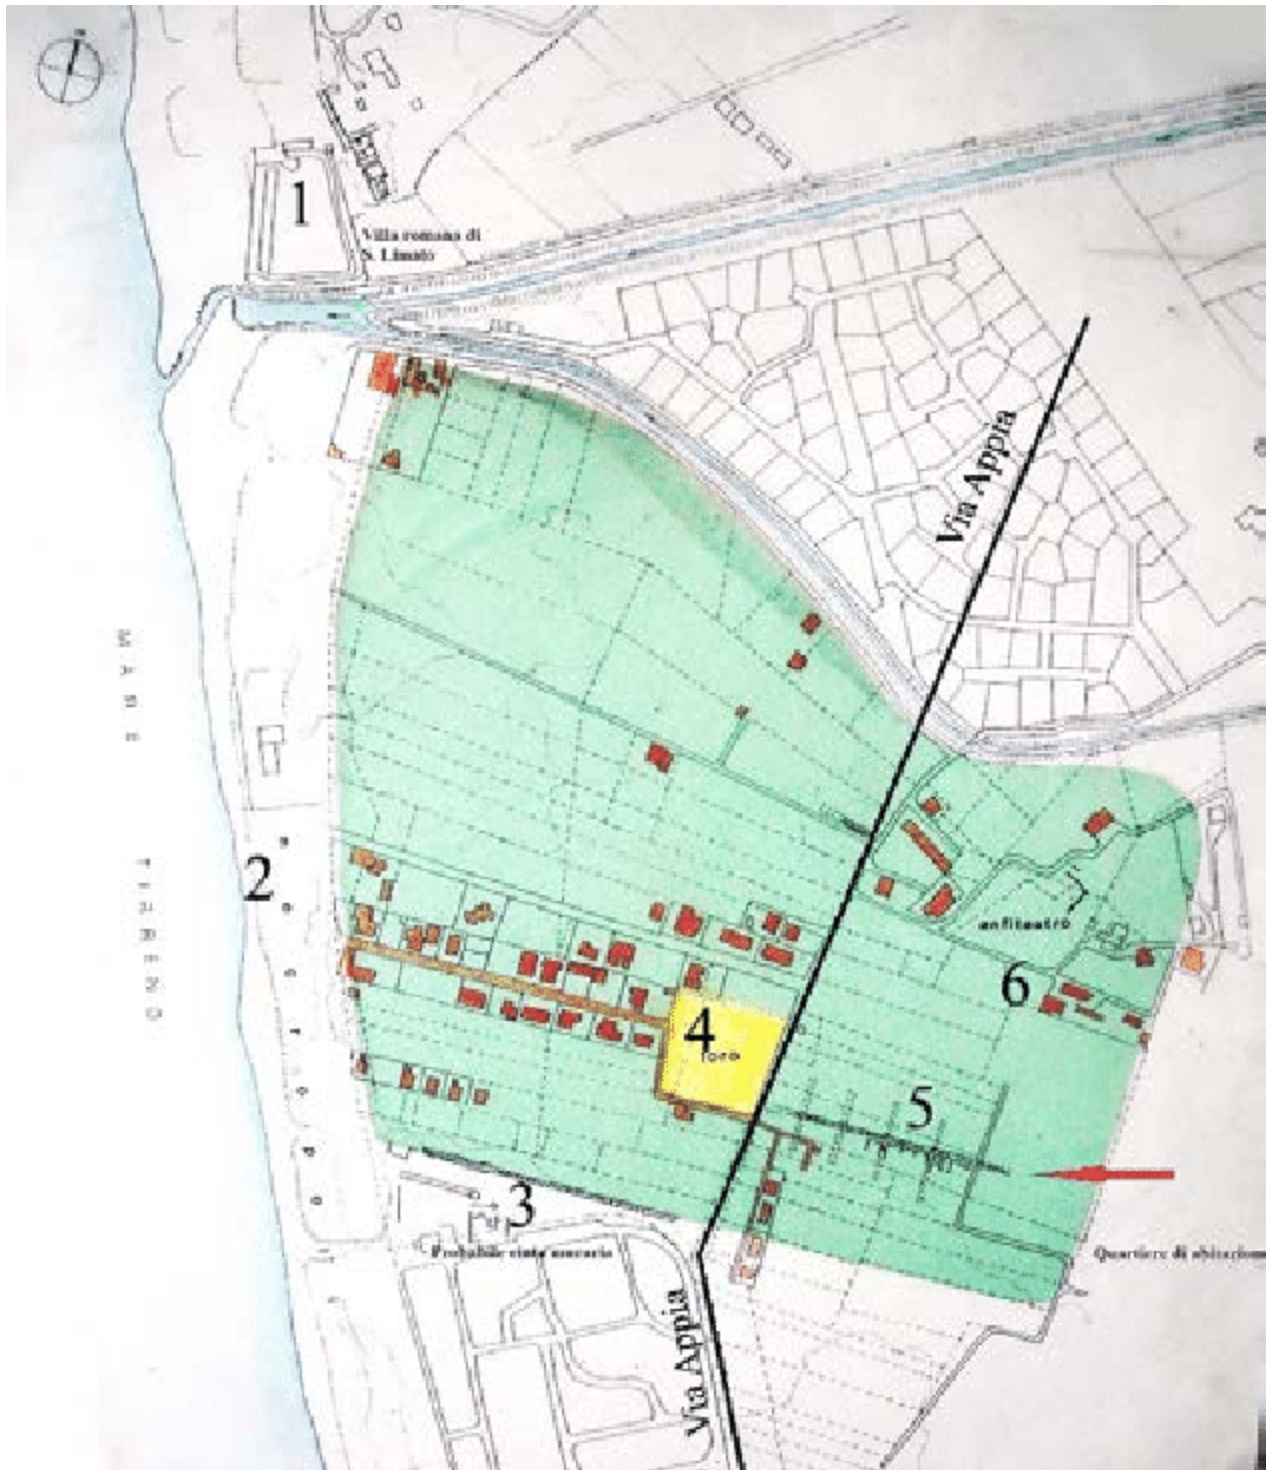 1
Villa romana di
S. Limato
Via Appia
MARE
TIRRENO
2
anfiteatro
6
4
foro
5
3
Probabile cinta muraria
Quartiere di abitazione
Via Appia